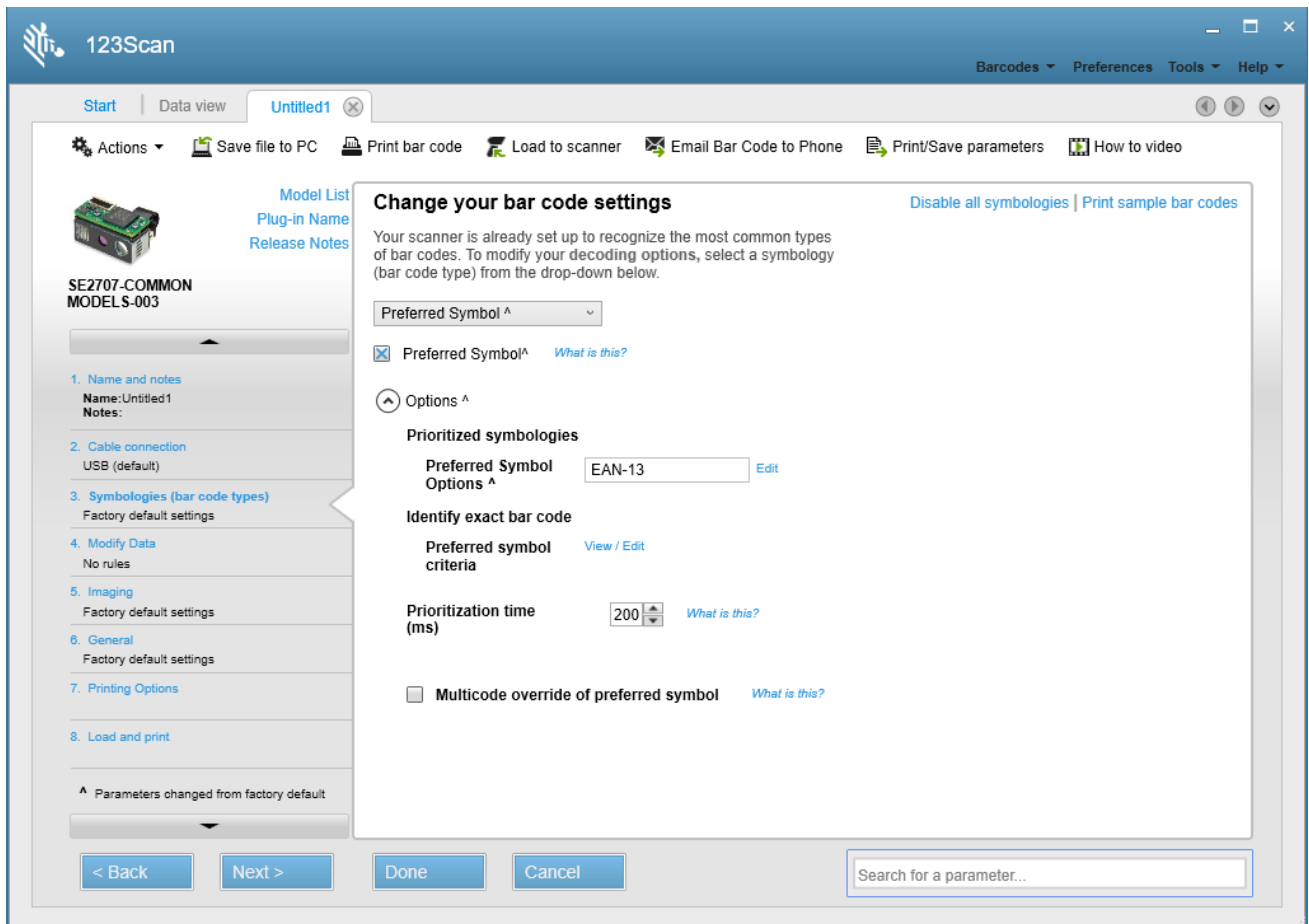 123Scan
Barcodes Preferences Tools Help
Start Data view Untitled1
Actions Save file to PC Print bar code Load to scanner Email Bar Code to Phone Print/Save parameters How to video
Model List
Plug-in Name
Release Notes
SE2707-COMMON
MODELS-003
1. Name and notes
Name:Untitled1
Notes:
2. Cable connection
USB (default)
3. Symbologies (bar code types)
Factory default settings
4. Modify Data
No rules
5. Imaging
Factory default settings
6. General
Factory default settings
7. Printing Options
8. Load and print
^ Parameters changed from factory default
Change your bar code settings
Disable all symbologies | Print sample bar codes
Your scanner is already set up to recognize the most common types
of bar codes. To modify your decoding options, select a symbology
(bar code type) from the drop-down below.
Preferred Symbol ^
Preferred Symbol^ What is this?
Options ^
Prioritized symbologies
Preferred Symbol
Options ^
EAN-13 Edit
Identify exact bar code
Preferred symbol
criteria
View / Edit
Prioritization time
(ms)
200 What is this?
Multicode override of preferred symbol What is this?
< Back Next > Done Cancel
Search for a parameter...